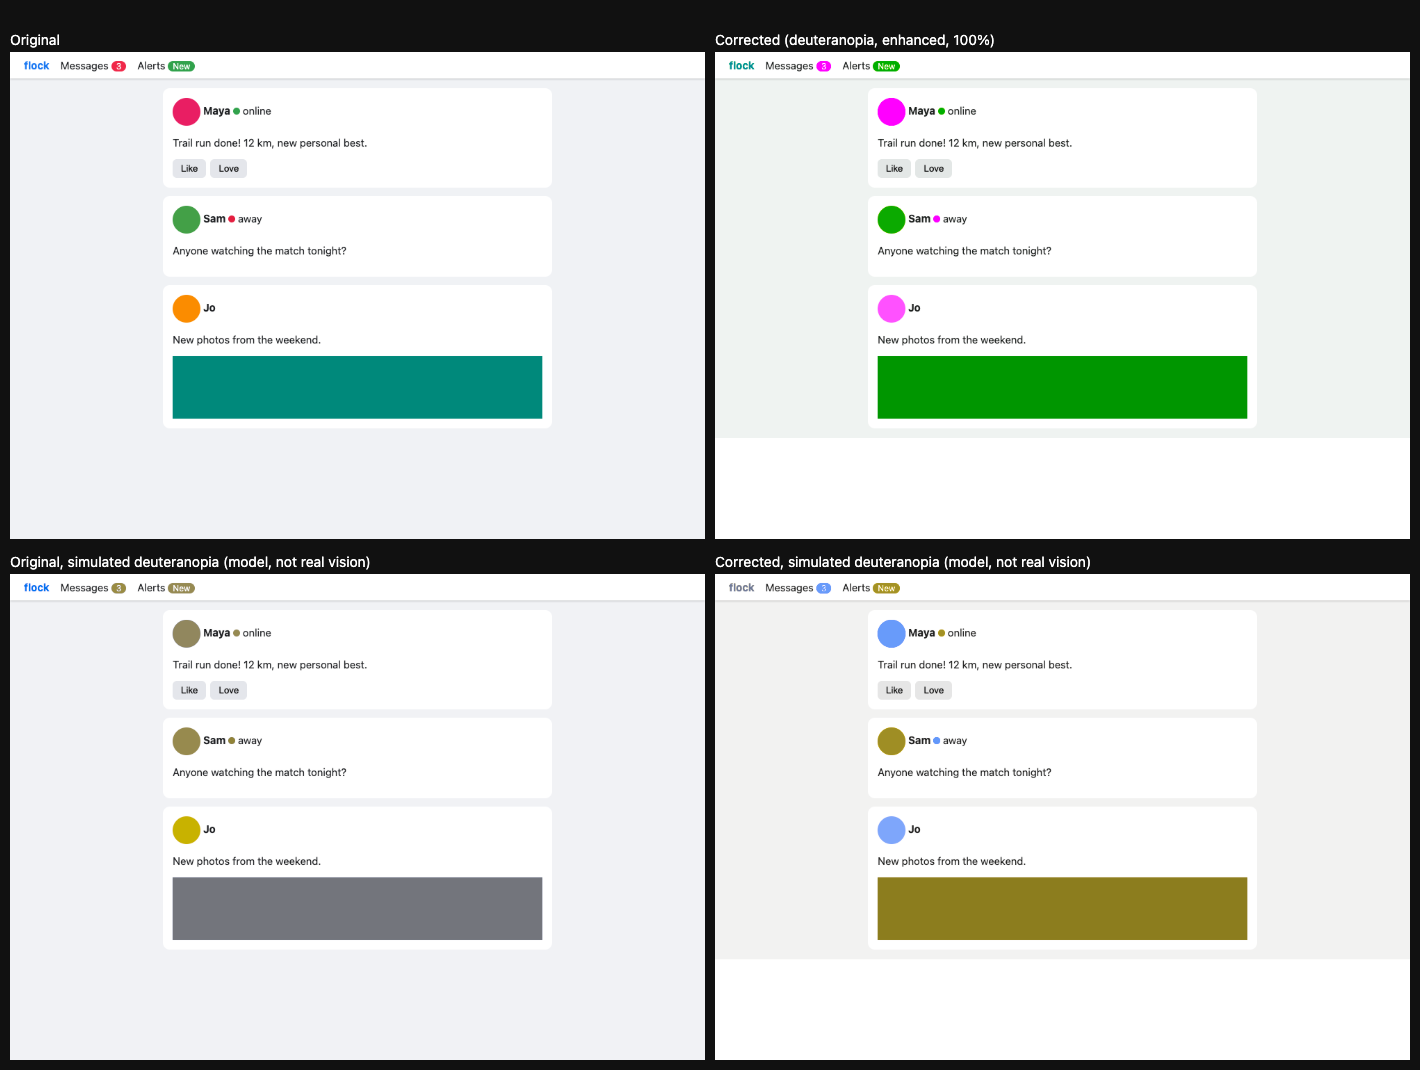 Original
flock Messages 3 Alerts New
Maya online
Trail run done! 12 km, new personal best.
Like Love
Sam away
Anyone watching the match tonight?
Jo
New photos from the weekend.
Corrected (deuteranopia, enhanced, 100%)
flock Messages 3 Alerts New
Maya online
Trail run done! 12 km, new personal best.
Like Love
Sam away
Anyone watching the match tonight?
Jo
New photos from the weekend.
Original, simulated deuteranopia (model, not real vision)
flock Messages 3 Alerts New
Maya online
Trail run done! 12 km, new personal best.
Like Love
Sam away
Anyone watching the match tonight?
Jo
New photos from the weekend.
Corrected, simulated deuteranopia (model, not real vision)
flock Messages 3 Alerts New
Maya online
Trail run done! 12 km, new personal best.
Like Love
Sam away
Anyone watching the match tonight?
Jo
New photos from the weekend.